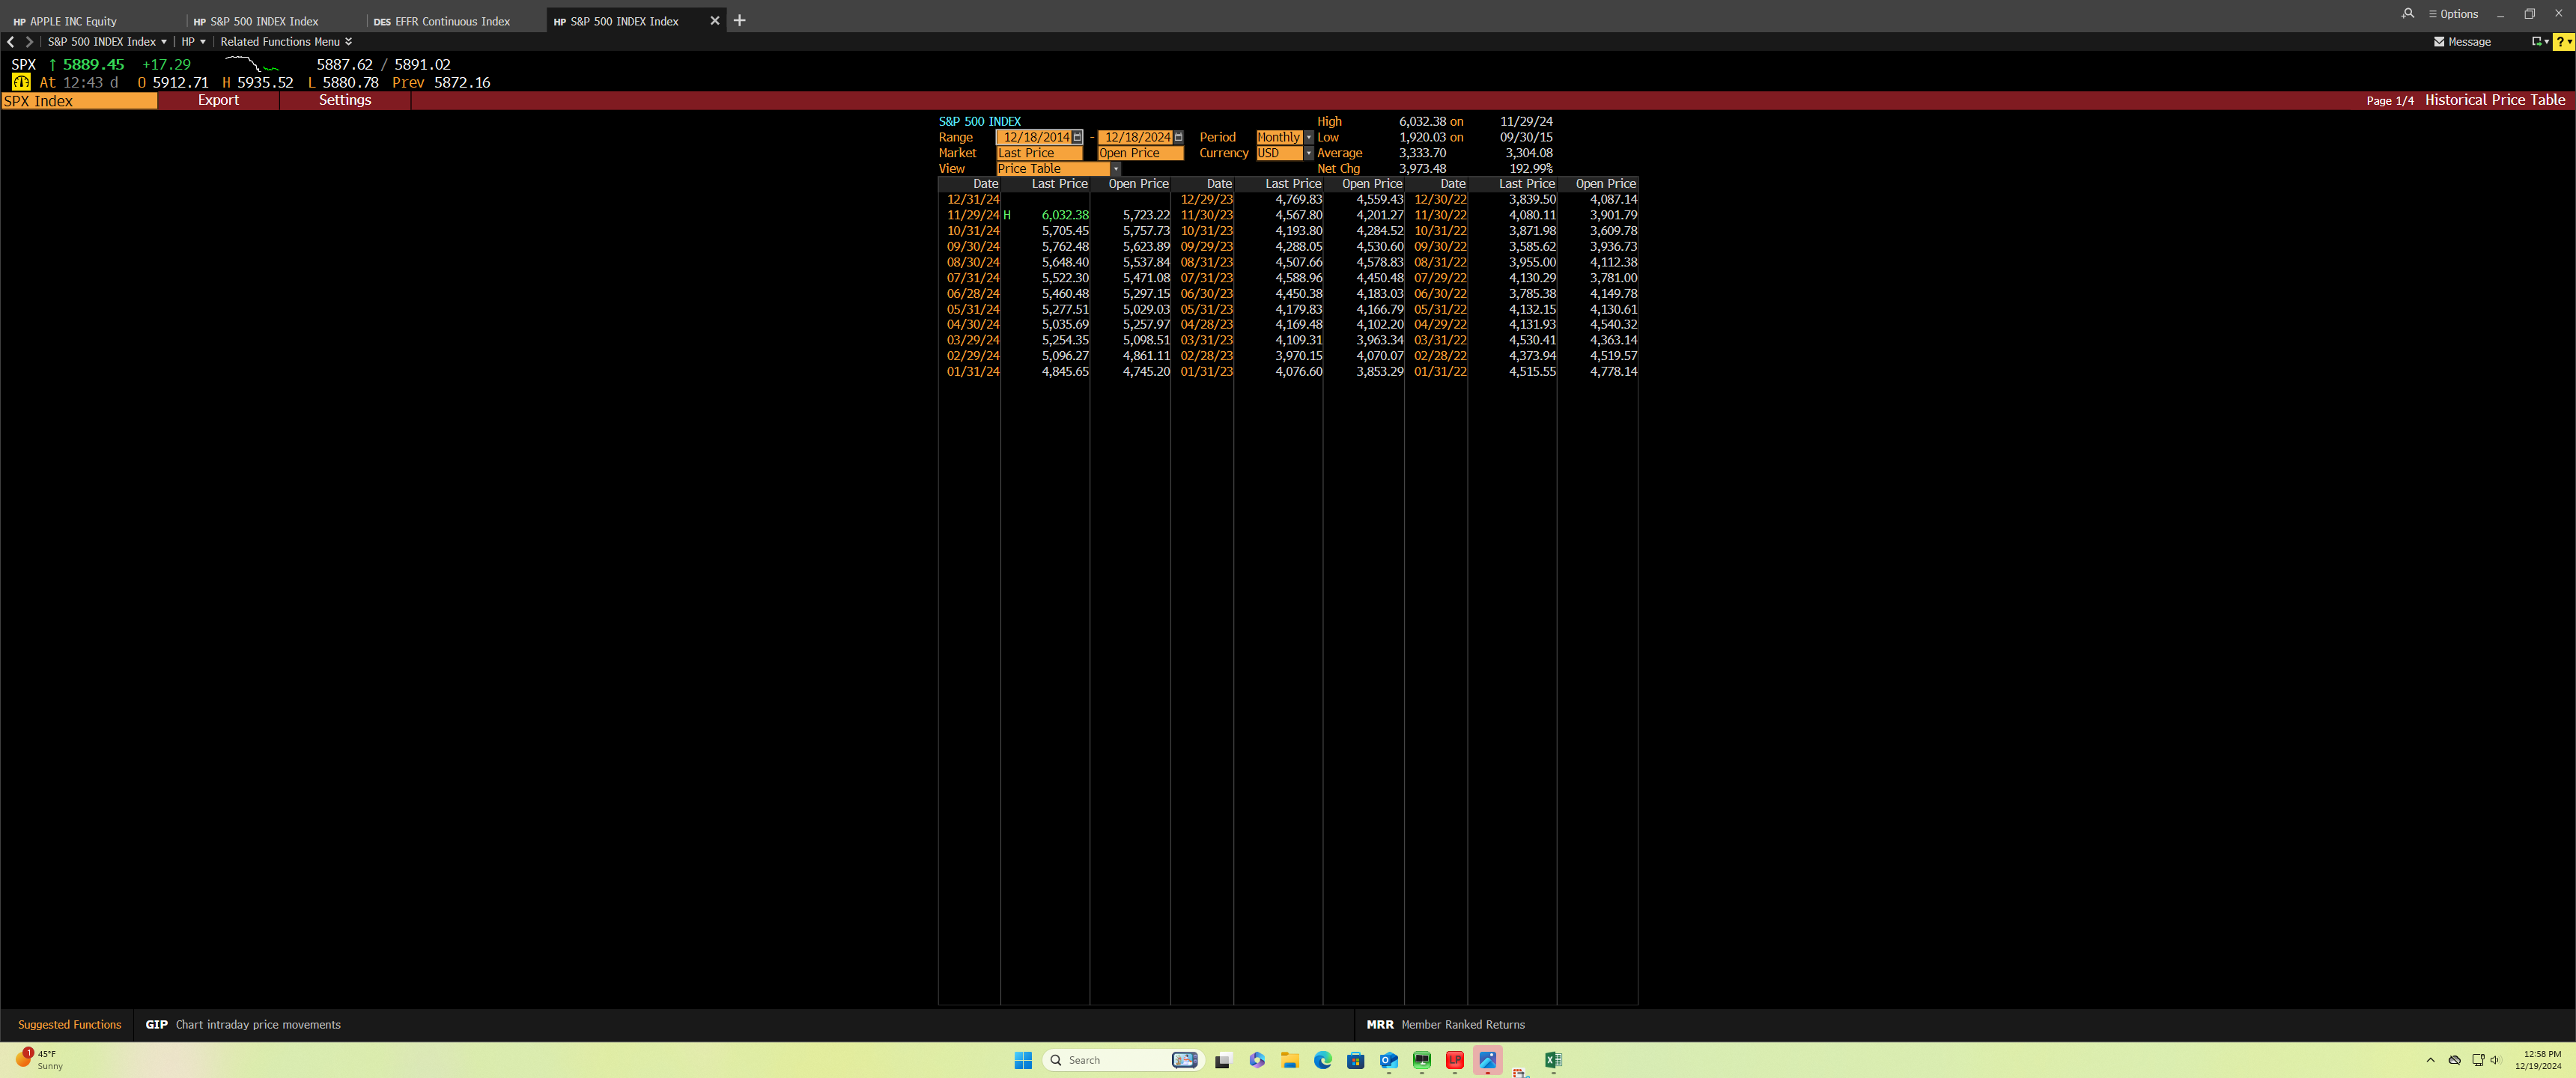 HP APPLE INC Equity HP S&P 500 INDEX Index DES EFFR Continuous Index HP S&P 500 INDEX Index Options
S&P 500 INDEX Index HP Related Functions Menu Message ?
SPX ↑ 5889.45 +17.29 5887.62 / 5891.02
At 12:43 d O 5912.71 H 5935.52 L 5880.78 Prev 5872.16
SPX Index Export Settings Page 1/4 Historical Price Table
S&P 500 INDEX High 6,032.38 on 11/29/24
Range 12/18/2014 - 12/18/2024 Period Monthly Low 1,920.03 on 09/30/15
Market Last Price Open Price Currency USD Average 3,333.70 3,304.08
View Price Table Net Chg 3,973.48 192.99%
Date Last Price Open Price Date Last Price Open Price Date Last Price Open Price
12/31/24 12/29/23 4,769.83 4,559.43 12/30/22 3,839.50 4,087.14
11/29/24 H 6,032.38 5,723.22 11/30/23 4,567.80 4,201.27 11/30/22 4,080.11 3,901.79
10/31/24 5,705.45 5,757.73 10/31/23 4,193.80 4,284.52 10/31/22 3,871.98 3,609.78
09/30/24 5,762.48 5,623.89 09/29/23 4,288.05 4,530.60 09/30/22 3,585.62 3,936.73
08/30/24 5,648.40 5,537.84 08/31/23 4,507.66 4,578.83 08/31/22 3,955.00 4,112.38
07/31/24 5,522.30 5,471.08 07/31/23 4,588.96 4,450.48 07/29/22 4,130.29 3,781.00
06/28/24 5,460.48 5,297.15 06/30/23 4,450.38 4,183.03 06/30/22 3,785.38 4,149.78
05/31/24 5,277.51 5,029.03 05/31/23 4,179.83 4,166.79 05/31/22 4,132.15 4,130.61
04/30/24 5,035.69 5,257.97 04/28/23 4,169.48 4,102.20 04/29/22 4,131.93 4,540.32
03/29/24 5,254.35 5,098.51 03/31/23 4,109.31 3,963.34 03/31/22 4,530.41 4,363.14
02/29/24 5,096.27 4,861.11 02/28/23 3,970.15 4,070.07 02/28/22 4,373.94 4,519.57
01/31/24 4,845.65 4,745.20 01/31/23 4,076.60 3,853.29 01/31/22 4,515.55 4,778.14
Suggested Functions GIP Chart intraday price movements MRR Member Ranked Returns
1 45°F Search LP 12:58 PM
Sunny 12/19/2024